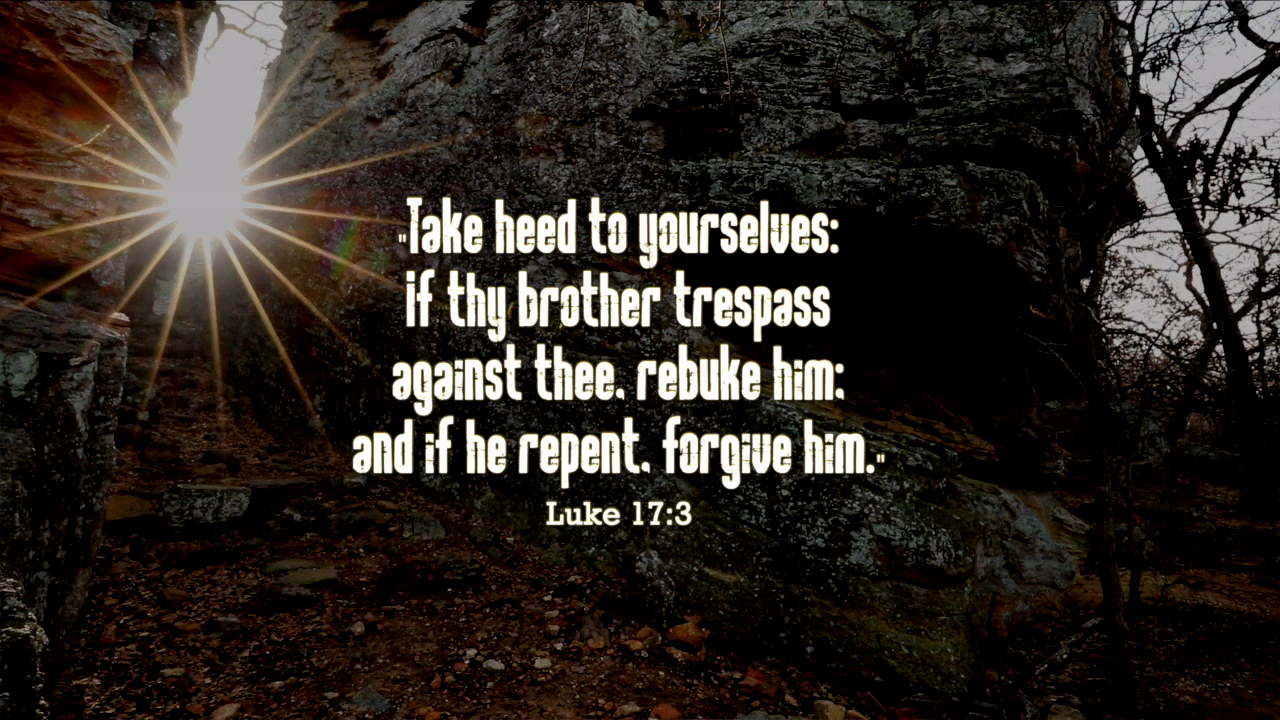 "Take heed to yourselves:
If thy brother trespass
against thee, rebuke him;
and if he repent, forgive him."
Luke 17:3